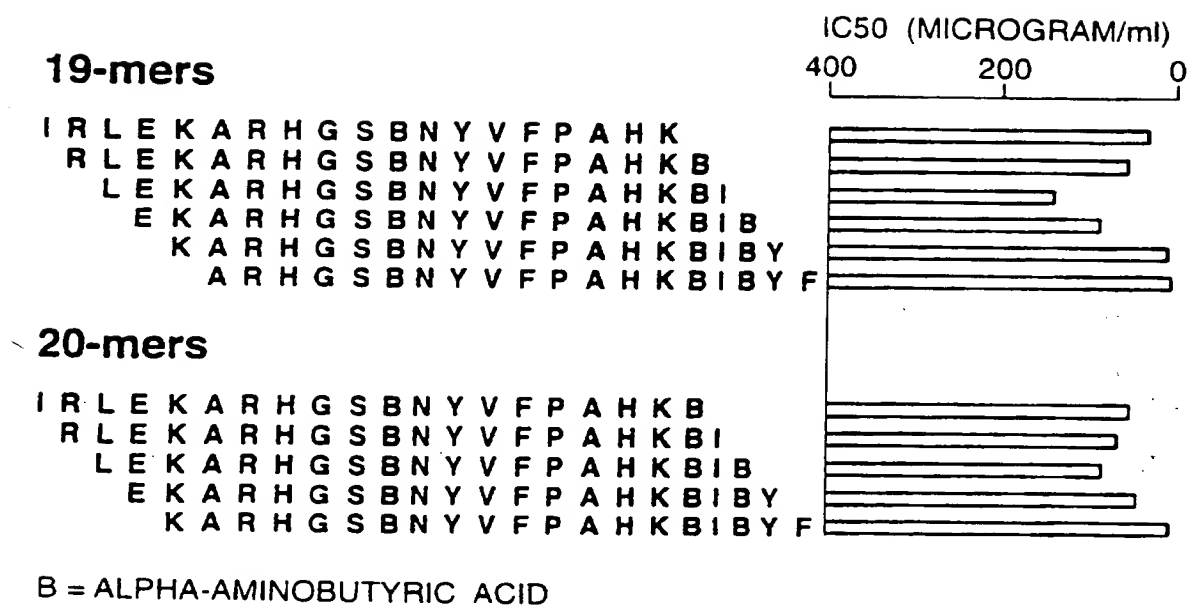 IC50 (MICROGRAM/ml)
19-mers
400 200 0
I R L E K A R H G S B N Y V F P A H K
R L E K A R H G S B N Y V F P A H K B
L E K A R H G S B N Y V F P A H K B I
E K A R H G S B N Y V F P A H K B I B
K A R H G S B N Y V F P A H K B I B Y
A R H G S B N Y V F P A H K B I B Y F
20-mers
I R L E K A R H G S B N Y V F P A H K B
R L E K A R H G S B N Y V F P A H K B I
L E K A R H G S B N Y V F P A H K B I B
E K A R H G S B N Y V F P A H K B I B Y
K A R H G S B N Y V F P A H K B I B Y F
B = ALPHA-AMINOBUTYRIC ACID